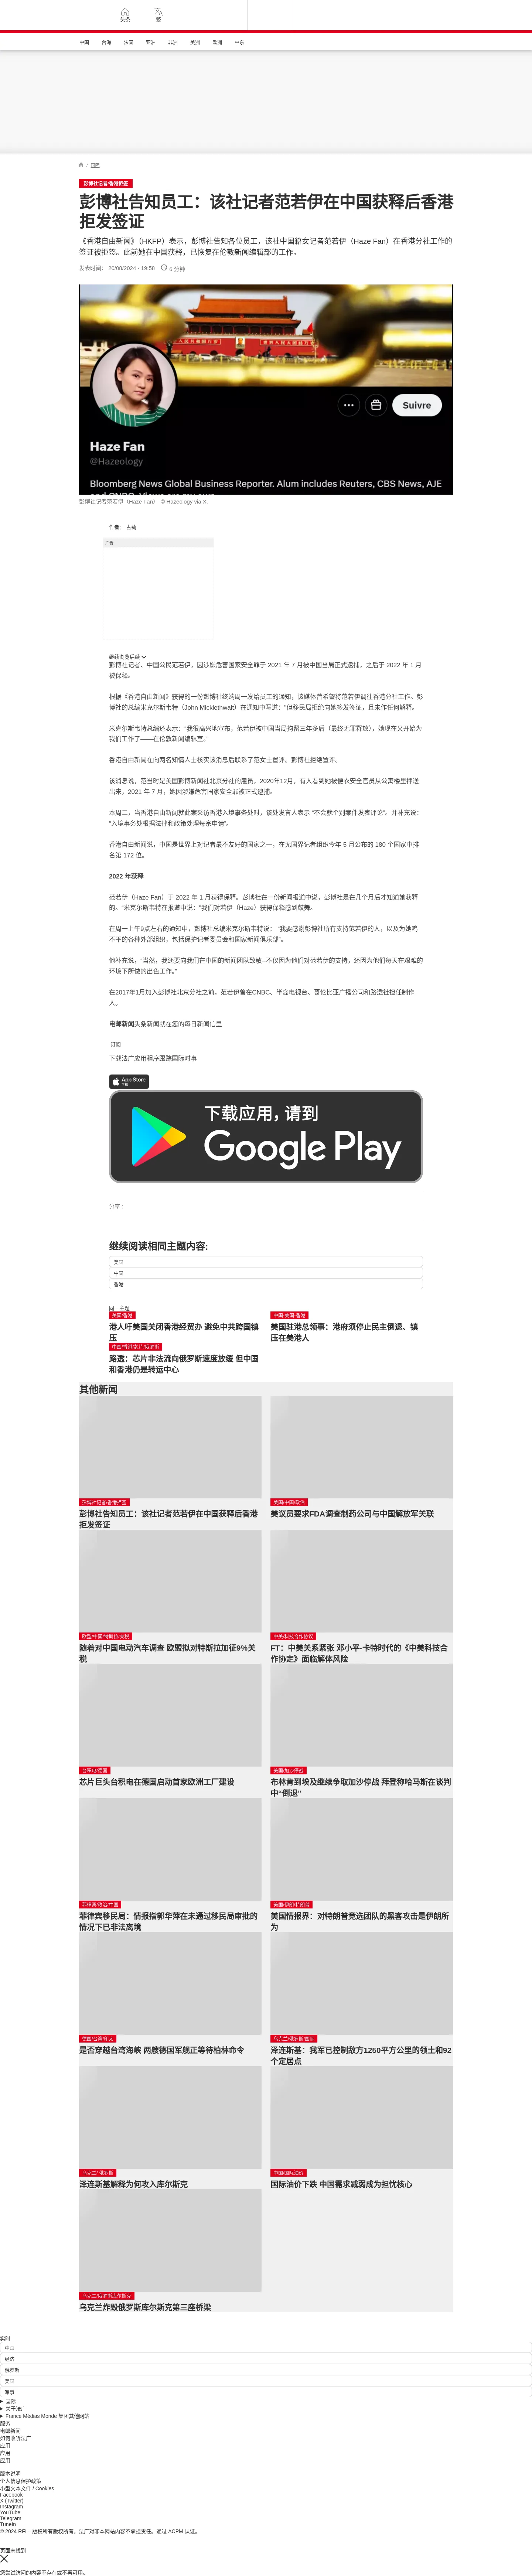 头条
繁
中国
台海
法国
亚洲
非洲
美洲
欧洲
中东
/ 国际
彭博社记者/香港拒签
彭博社告知员工：该社记者范若伊在中国获释后香港
拒发签证
《香港自由新闻》（HKFP）表示，彭博社告知各位员工，该社中国籍女记者范若伊（Haze Fan）在香港分社工作的
签证被拒签。此前她在中国获释，已恢复在伦敦新闻编辑部的工作。
发表时间： 20/08/2024 - 19:58
6 分钟
Suivre
Haze Fan
@Hazeology
Bloomberg News Global Business Reporter. Alum includes Reuters, CBS News, AJE
彭博社记者范若伊（Haze Fan） © Hazeology via X.
作者： 古莉
广告
继续浏览后续
彭博社记者、中国公民范若伊，因涉嫌危害国家安全罪于 2021 年 7 月被中国当局正式逮捕，之后于 2022 年 1 月
被保释。
根据《香港自由新闻》获得的一份彭博社终端周一发给员工的通知，该媒体曾希望将范若伊调往香港分社工作。彭
博社的总编米克尔斯韦特（John Micklethwait）在通知中写道：“但移民局拒绝向她签发签证，且未作任何解释。
米克尔斯韦特总编还表示：“我很高兴地宣布，范若伊被中国当局拘留三年多后（最终无罪释放），她现在又开始为
我们工作了——在伦敦新闻编辑室。”
香港自由新闻聯在向两名知情人士核实该消息后联系了范女士置评。彭博社拒绝置评。
该消息说，范当时是美国彭博新闻社北京分社的雇员，2020年12月，有人看到她被便衣安全官员从公寓楼里押送
出来，2021 年 7 月，她因涉嫌危害国家安全罪被正式逮捕。
本周二，当香港自由新闻就此案采访香港入境事务处时，该处发言人表示 “不会就个别案件发表评论”。并补充说：
“入境事务处根据法律和政策处理每宗申请”。
香港自由新闻说，中国是世界上对记者最不友好的国家之一，在无国界记者组织今年 5 月公布的 180 个国家中排
名第 172 位。
2022 年获释
范若伊（Haze Fan）于 2022 年 1 月获得保释。彭博社在一份新闻报道中说，彭博社是在几个月后才知道她获释
的。“米克尔斯韦特在报道中说：“我们对若伊（Haze）获得保释感到鼓舞。
在周一上午9点左右的通知中，彭博社总编米克尔斯韦特说： “我要感谢彭博社所有支持范若伊的人，以及为她呜
不平的各种外部组织，包括保护记者委员会和国家新闻俱乐部”。
他补充说，“当然，我还要向我们在中国的新闻团队致敬–不仅因为他们对范若伊的支持，还因为他们每天在艰难的
环境下所做的出色工作。”
在2017年1月加入彭博社北京分社之前，范若伊曾在CNBC、半岛电视台、哥伦比亚广播公司和路透社担任制作
人。
电邮新闻头条新闻就在您的每日新闻信里
订阅
下载法广应用程序跟踪国际时事
App Store
下载
下载应用，请到
Google Play
分享 :
继续阅读相同主题内容:
美国
中国
香港
同一主题
美国/香港
港人吁美国关闭香港经贸办 避免中共跨国镇
压
中国-美国-香港
美国驻港总领事：港府须停止民主倒退、镇
压在美港人
中国/香港/芯片/俄罗斯
路透：芯片非法流向俄罗斯速度放缓 但中国
和香港仍是转运中心
其他新闻
彭博社记者/香港拒签
彭博社告知员工：该社记者范若伊在中国获释后香港
拒发签证
美国/中国/政治
美议员要求FDA调查制药公司与中国解放军关联
欧盟/中国/特斯拉/关税
随着对中国电动汽车调查 欧盟拟对特斯拉加征9%关
税
中美/科技合作协议
FT：中美关系紧张 邓小平-卡特时代的《中美科技合
作协定》面临解体风险
台积电/德国
芯片巨头台积电在德国启动首家欧洲工厂建设
美国/加沙停战
布林肯到埃及继续争取加沙停战 拜登称哈马斯在谈判
中“倒退”
菲律宾/政治/中国
菲律宾移民局：情报指郭华萍在未通过移民局审批的
情况下已非法离境
美国/伊朗/特朗普
美国情报界：对特朗普竞选团队的黑客攻击是伊朗所
为
德国/台湾/印太
是否穿越台湾海峡 两艘德国军舰正等待柏林命令
乌克兰/俄罗斯/国际
泽连斯基：我军已控制敌方1250平方公里的领土和92
个定居点
乌克兰/ 俄罗斯
泽连斯基解释为何攻入库尔斯克
中国/国际油价
国际油价下跌 中国需求减弱成为担忧核心
乌克兰/俄罗斯库尔斯克
乌克兰炸毁俄罗斯库尔斯克第三座桥梁
实时
中国
经济
俄罗斯
美国
军事
国际
关于法广
France Médias Monde 集团其他网站
服务
电邮新闻
如何收听法广
应用
应用
应用
版本说明
个人信息保护政策
小型文本文件 / Cookies
Facebook
X (Twitter)
Instagram
YouTube
Telegram
TuneIn
© 2024 RFI – 版权所有版权所有。法广对非本网站内容不承担责任。通过 ACPM 认证。
页面未找到
您尝试访问的内容不存在或不再可用。